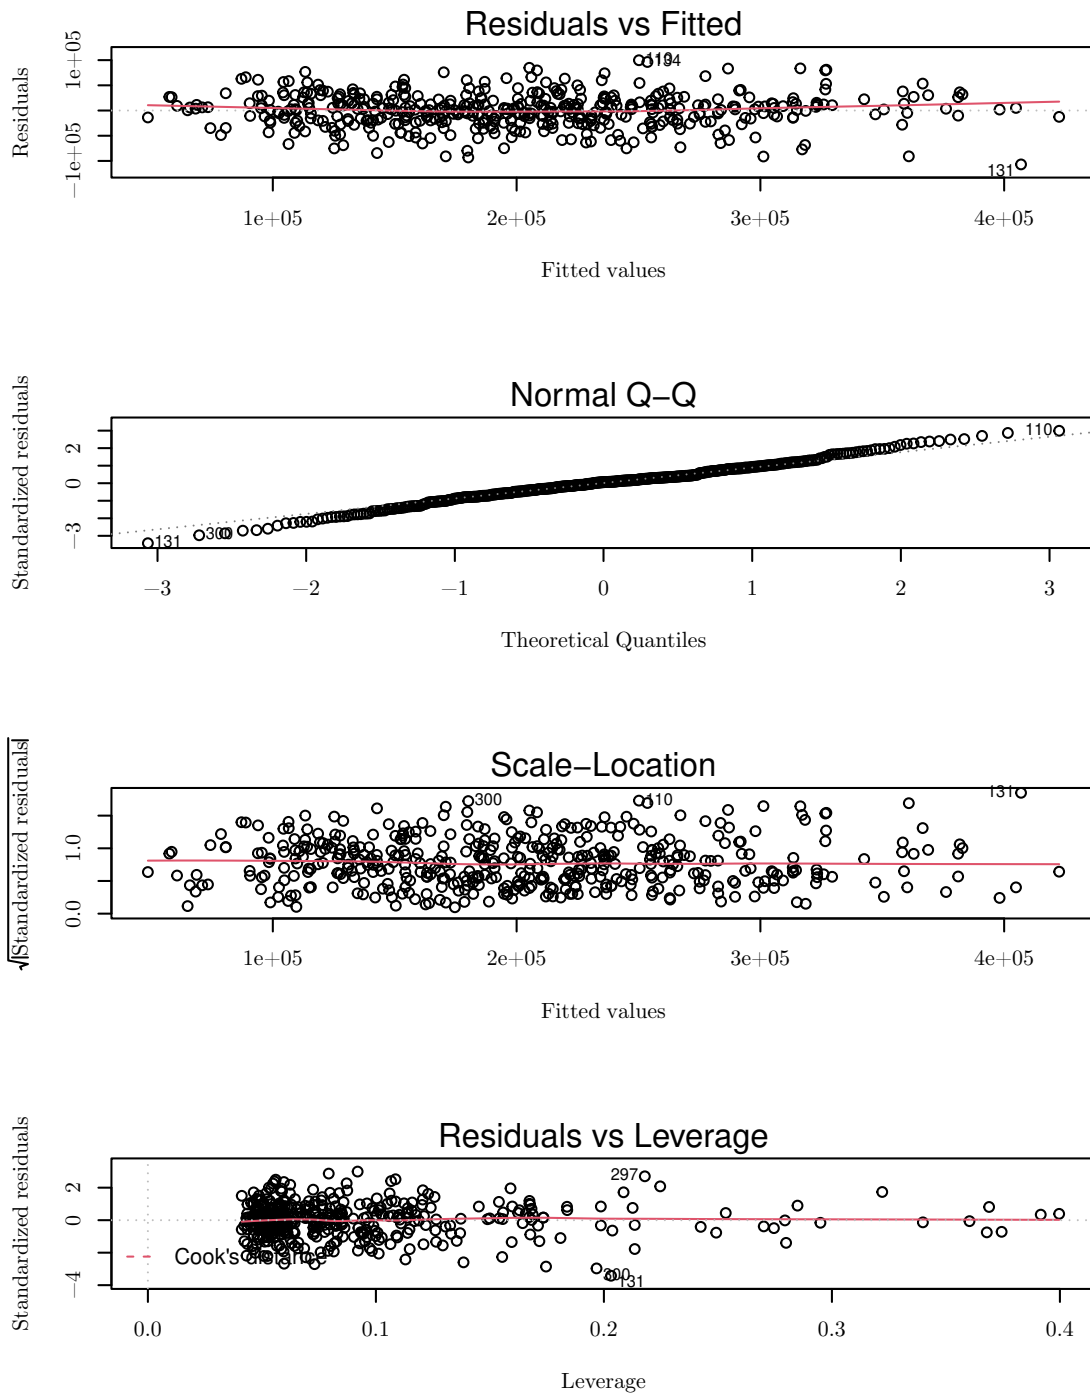 Residuals vs Fitted
Residuals
1e+05
−1e+05
110
134
131
1e+05 2e+05 3e+05 4e+05
Fitted values
Normal Q−Q
Standardized residuals
2
0
−3
110
131
300
−3 −2 −1 0 1 2 3
Theoretical Quantiles
Scale−Location
√|Standardized residuals|
1.0
0.0
300
110
131
1e+05 2e+05 3e+05 4e+05
Fitted values
Residuals vs Leverage
Standardized residuals
2
0
−4
297
300
131
Cook's distance
0.0 0.1 0.2 0.3 0.4
Leverage